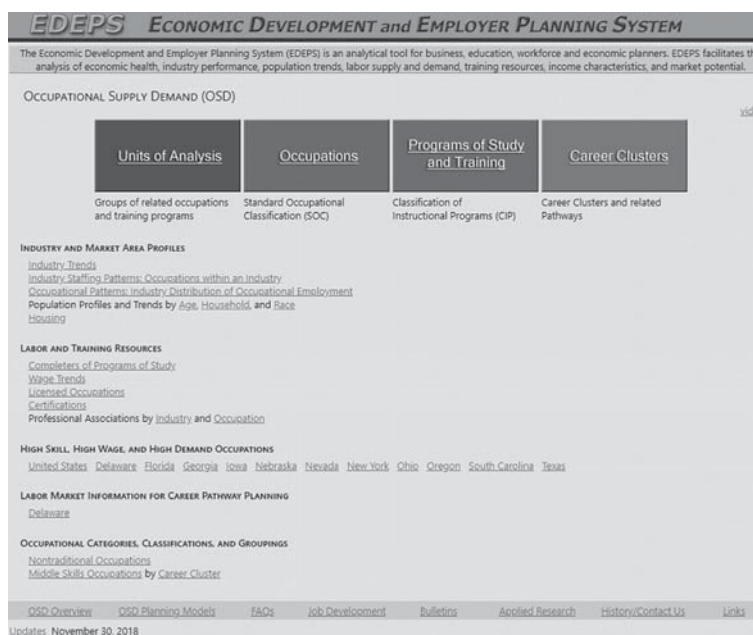 EDEPS ECONOMIC DEVELOPMENT and EMPLOYER PLANNING SYSTEM
The Economic Development and Employer Planning System (EDEPS) is an analytical tool for business, education, workforce and economic planners. EDEPS facilitates th
analysis of economic health, industry performance, population trends, labor supply and demand, training resources, income characteristics, and market potential.
OCCUPATIONAL SUPPLY DEMAND (OSD)
vid
Units of Analysis Occupations Programs of Study and Training Career Clusters
Groups of related occupations and training programs Standard Occupational Classification (SOC) Classification of Instructional Programs (CIP) Career Clusters and related Pathways
INDUSTRY AND MARKET AREA PROFILES
Industry Trends
Industry Staffing Patterns: Occupations within an Industry
Occupational Patterns: Industry Distribution of Occupational Employment
Population Profiles and Trends by Age, Household, and Race
Housing
LABOR AND TRAINING RESOURCES
Completers of Programs of Study
Wage Trends
Licensed Occupations
Certifications
Professional Associations by Industry and Occupation
HIGH SKILL, HIGH WAGE, AND HIGH DEMAND OCCUPATIONS
United States Delaware Florida Georgia Iowa Nebraska Nevada New York Ohio Oregon South Carolina Texas
LABOR MARKET INFORMATION FOR CAREER PATHWAY PLANNING
Delaware
OCCUPATIONAL CATEGORIES, CLASSIFICATIONS, AND GROUPINGS
Nontraditional Occupations
Middle Skills Occupations by Career Cluster
OSD Overview OSD Planning Models FAQs Job Development Bulletins Applied Research History/Contact Us Links
Updates November 30, 2018